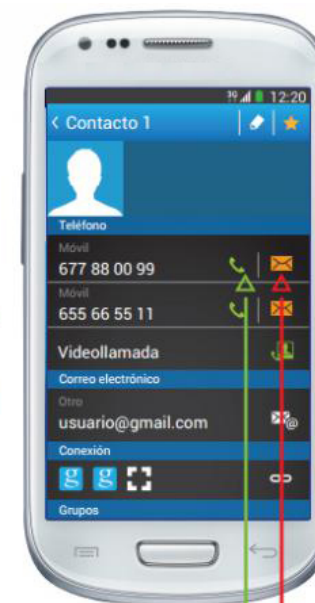 3G 12:20
Contacto 1
Teléfono
Móvil
677 88 00 99
Móvil
655 66 55 11
Videollamada
Correo electrónico
Otro
usuario@gmail.com
@
Conexión
g g
Grupos